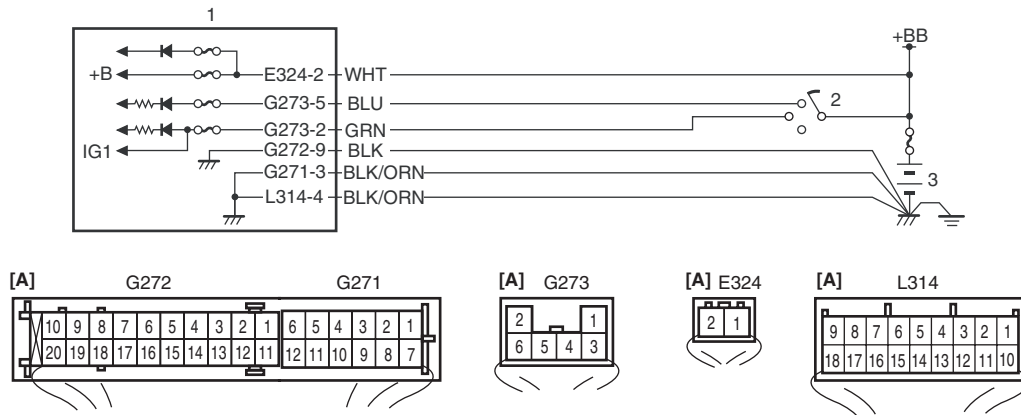 1
+BB
+B
E324-2 WHT
G273-5 BLU
2
G273-2 GRN
IG1
G272-9 BLK
G271-3 BLK/ORN
3
L314-4 BLK/ORN
[A] G272 G271 [A] G273 [A] E324 [A] L314
10 9 8 7 6 5 4 3 2 1 6 5 4 3 2 1
20 19 18 17 16 15 14 13 12 11 12 11 10 9 8 7
2 1
6 5 4 3
2 1
9 8 7 6 5 4 3 2 1
18 17 16 15 14 13 12 11 10